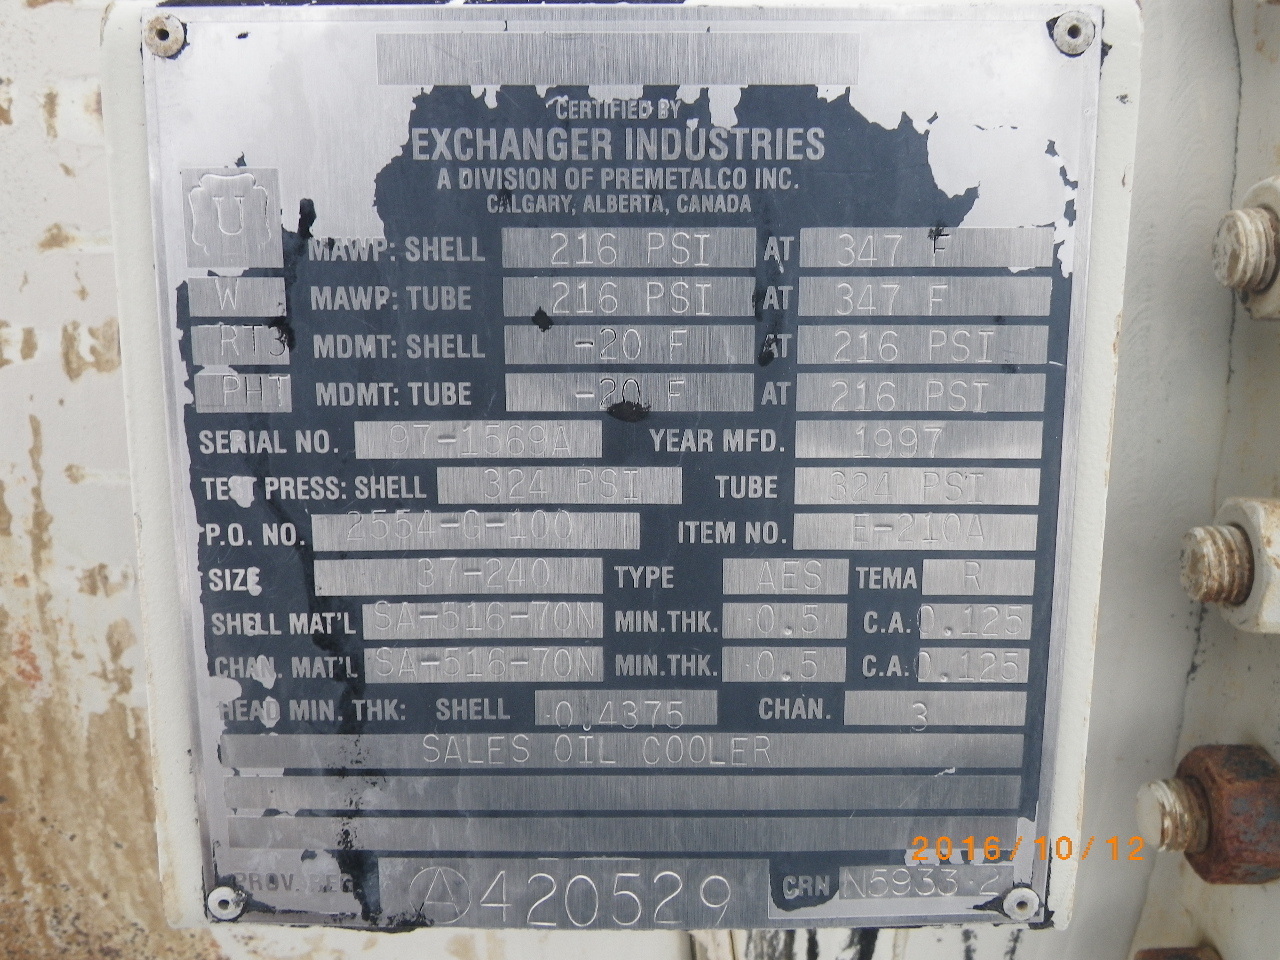 CERTIFIED BY
EXCHANGER INDUSTRIES
A DIVISION OF PREMETALCO INC.
CALGARY, ALBERTA, CANADA
U
MAWP: SHELL 216 PSI AT 347 F
W MAWP: TUBE 216 PSI AT 347 F
RT3 MDMT: SHELL -20 F AT 216 PSI
PHT MDMT: TUBE -20 F AT 216 PSI
SERIAL NO. 97-1569A YEAR MFD. 1997
TEST PRESS: SHELL 324 PSI TUBE 324 PSI
P.O. NO. 2554-G-100 ITEM NO. E-210A
SIZE 37-240 TYPE AES TEMA R
SHELL MAT'L SA-516-70N MIN. THK. 0.5 C.A. 0.125
CHAN. MAT'L SA-516-70N MIN. THK. 0.5 C.A. 0.125
HEAD MIN. THK: SHELL 0.4375 CHAN. 3
SALES OIL COOLER
2016/10/12
PROV. REG. A 420529 CRN N5933.2